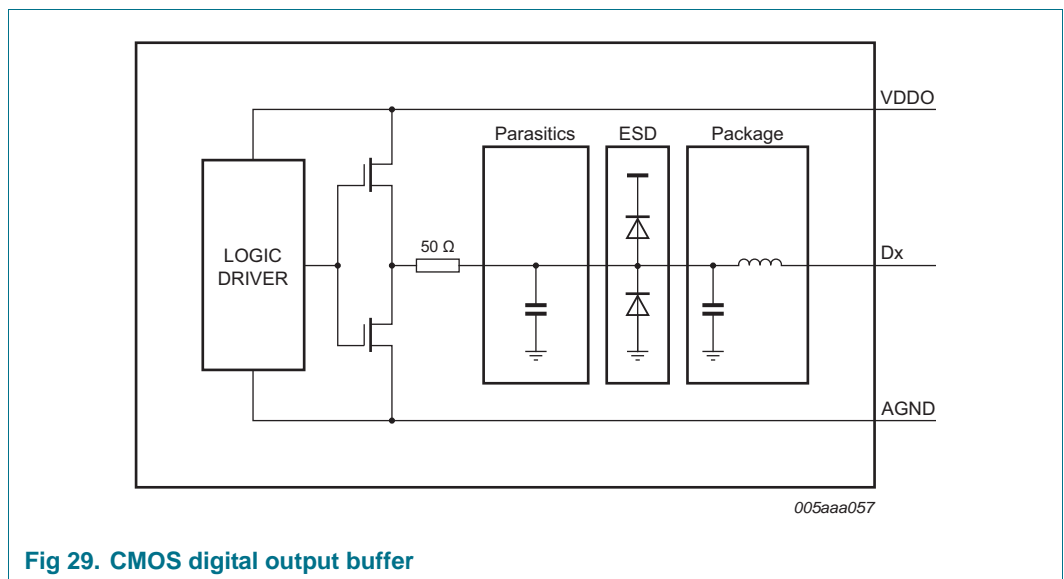 VDDO
Parasitics ESD Package
LOGIC
DRIVER
50 Ω
Dx
AGND
005aaa057
Fig 29. CMOS digital output buffer